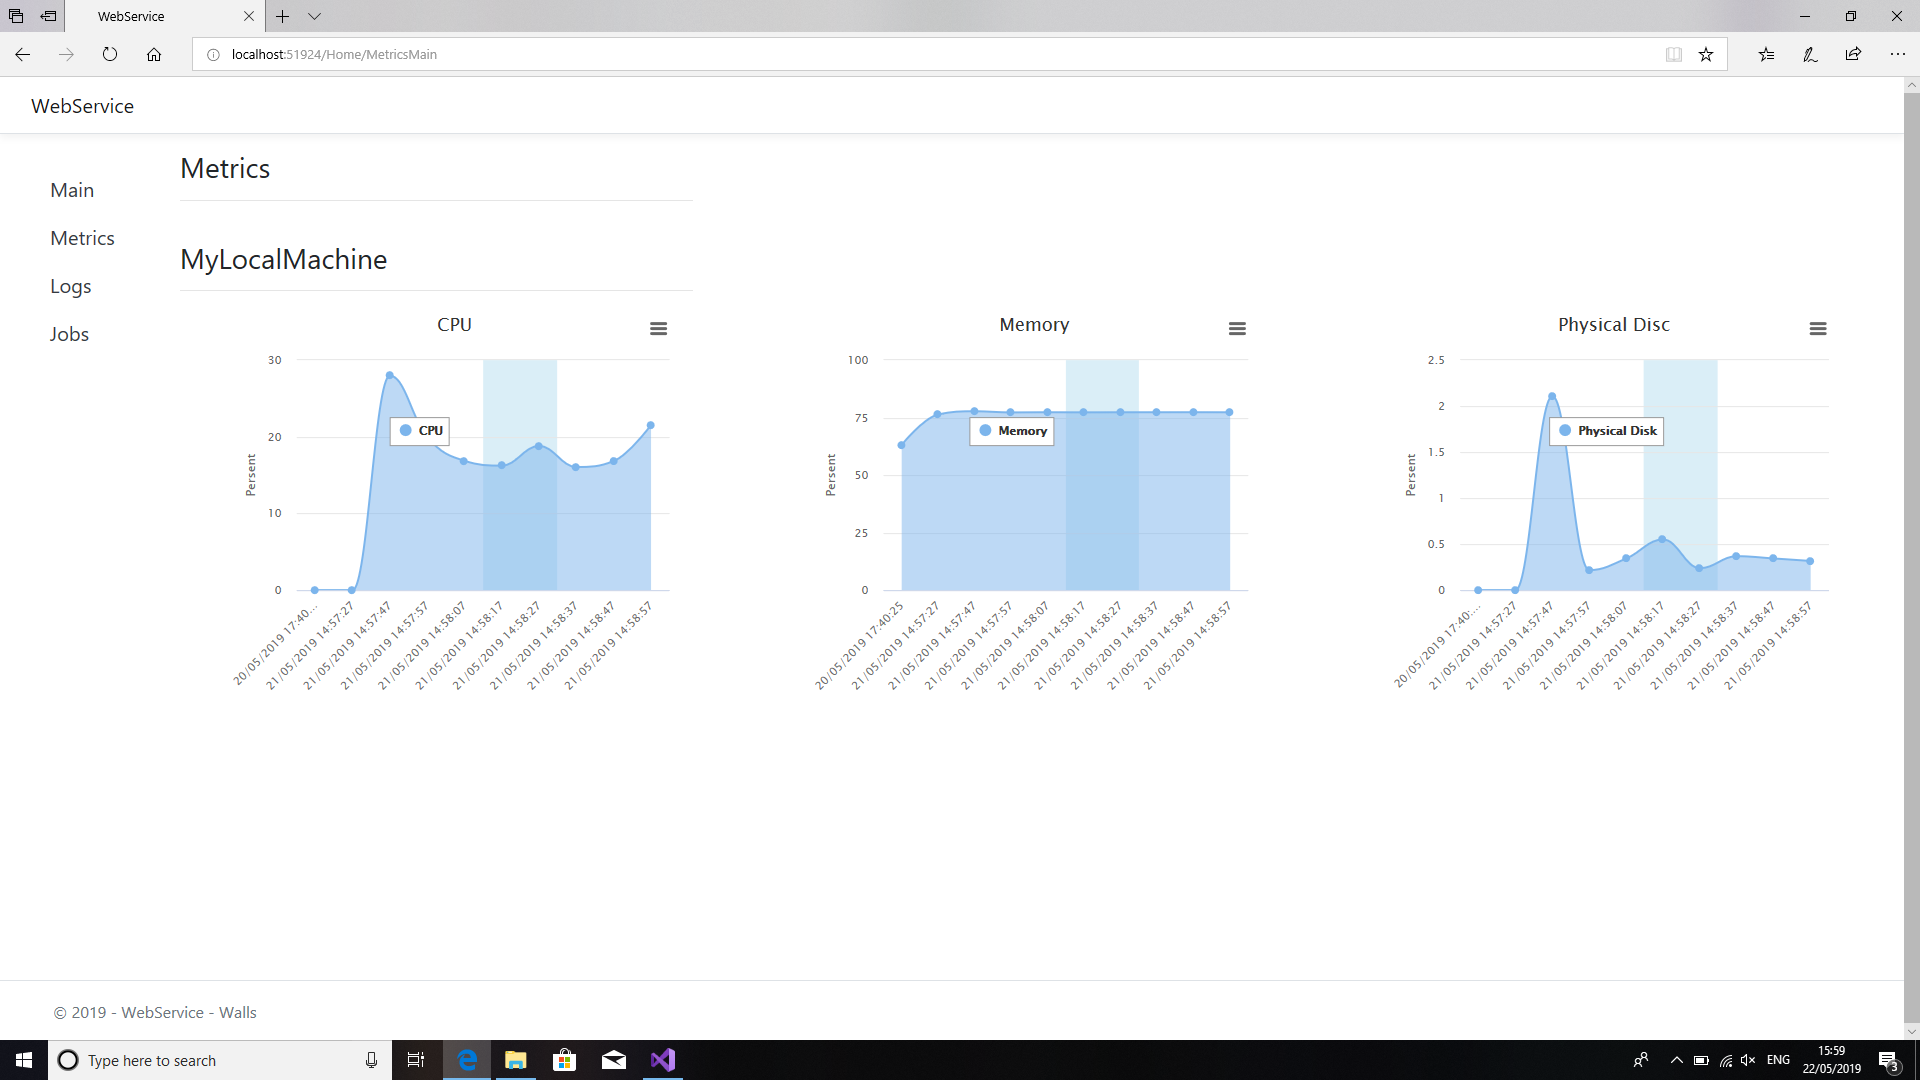 WebService
localhost:51924/Home/MetricsMain
WebService
Main
Metrics
Logs
Jobs
Metrics
MyLocalMachine
CPU
30
20
10
0
Persent
CPU
20/05/2019 17:40...
21/05/2019 14:57:27
21/05/2019 14:57:47
21/05/2019 14:57:57
21/05/2019 14:58:07
21/05/2019 14:58:17
21/05/2019 14:58:27
21/05/2019 14:58:37
21/05/2019 14:58:47
21/05/2019 14:58:57
Memory
100
75
50
25
0
Persent
Memory
20/05/2019 17:40:25
21/05/2019 14:57:27
21/05/2019 14:57:47
21/05/2019 14:57:57
21/05/2019 14:58:07
21/05/2019 14:58:17
21/05/2019 14:58:27
21/05/2019 14:58:37
21/05/2019 14:58:47
21/05/2019 14:58:57
Physical Disc
2.5
2
1.5
1
0.5
0
Persent
Physical Disk
20/05/2019 17:40:...
21/05/2019 14:57:27
21/05/2019 14:57:47
21/05/2019 14:57:57
21/05/2019 14:58:07
21/05/2019 14:58:17
21/05/2019 14:58:27
21/05/2019 14:58:37
21/05/2019 14:58:47
21/05/2019 14:58:57
© 2019 - WebService - Walls
Type here to search
ENG
15:59
22/05/2019
3